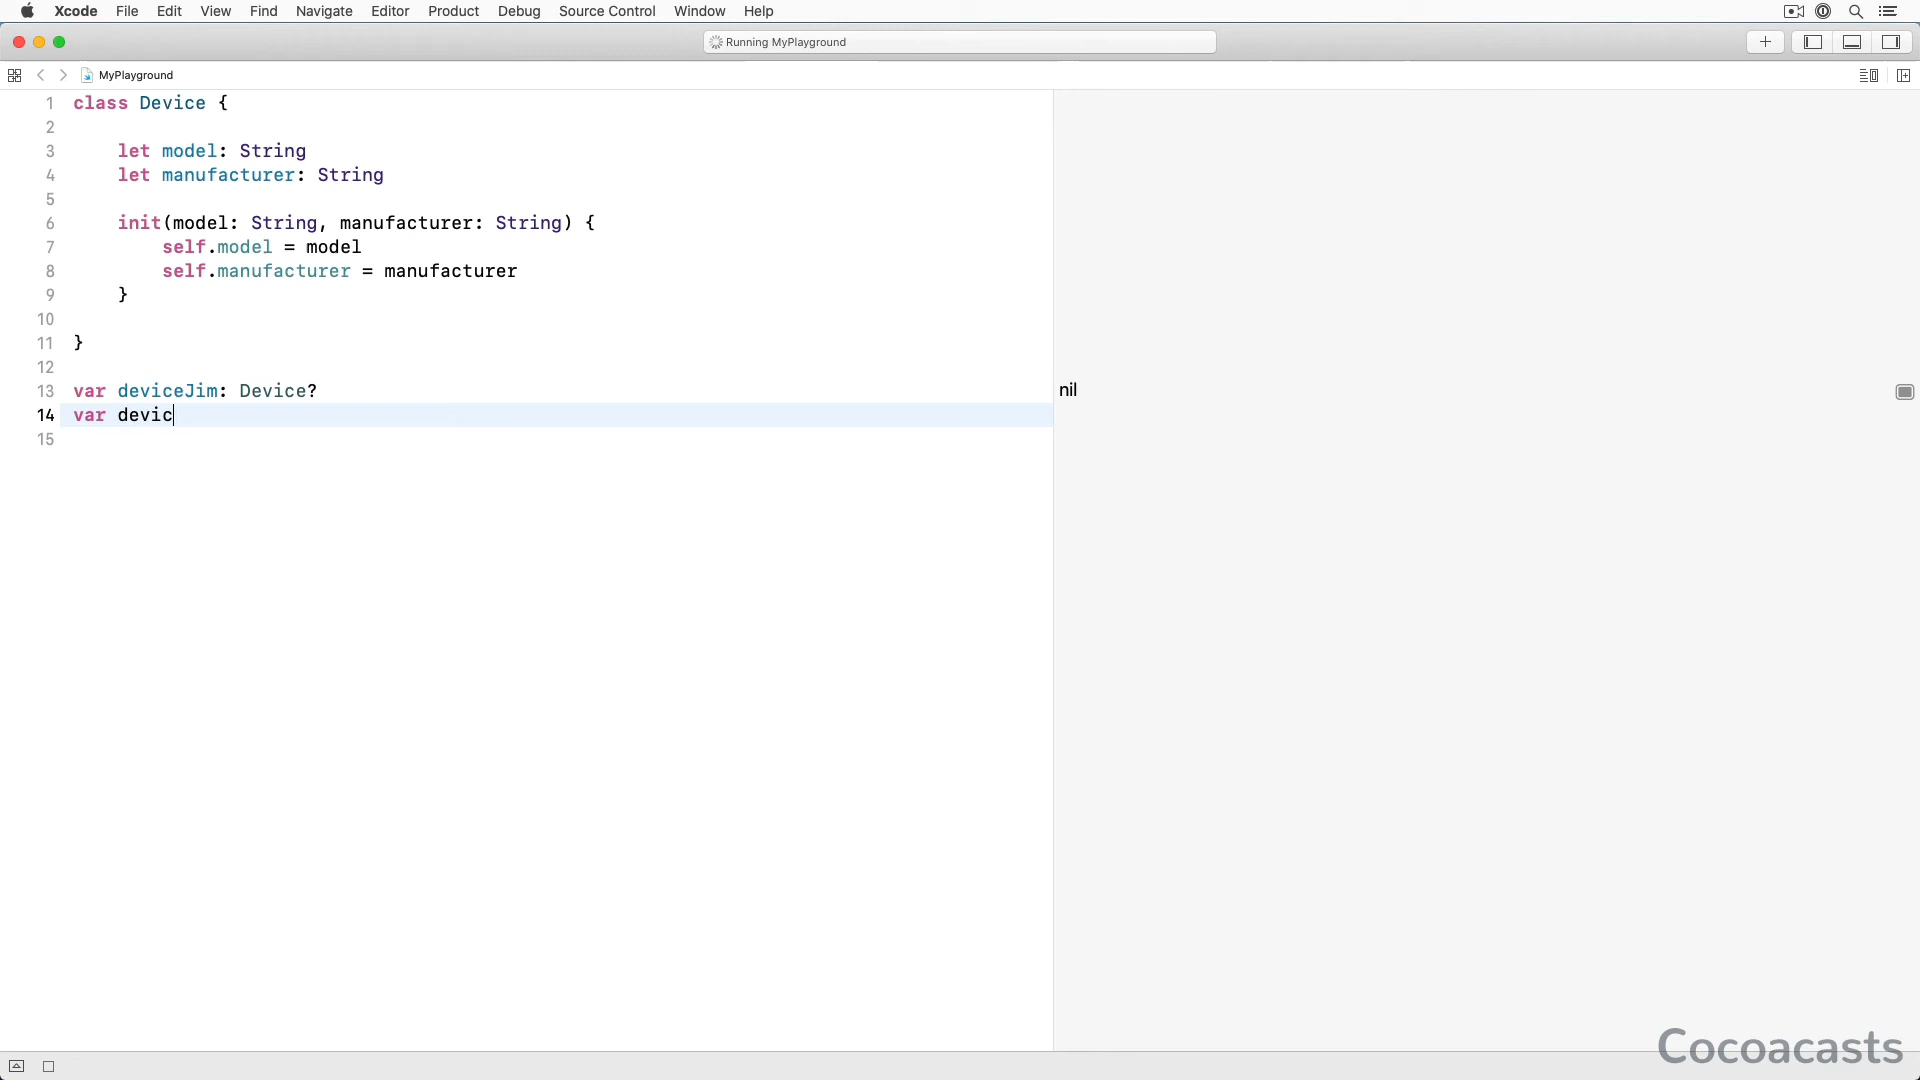 Xcode File Edit View Find Navigate Editor Product Debug Source Control Window Help
Running MyPlayground
MyPlayground
1 class Device {
2
3 let model: String
4 let manufacturer: String
5
6 init(model: String, manufacturer: String) {
7 self.model = model
8 self.manufacturer = manufacturer
9 }
10
11 }
12
13 var deviceJim: Device? nil
14 var devic
15
Cocoacasts